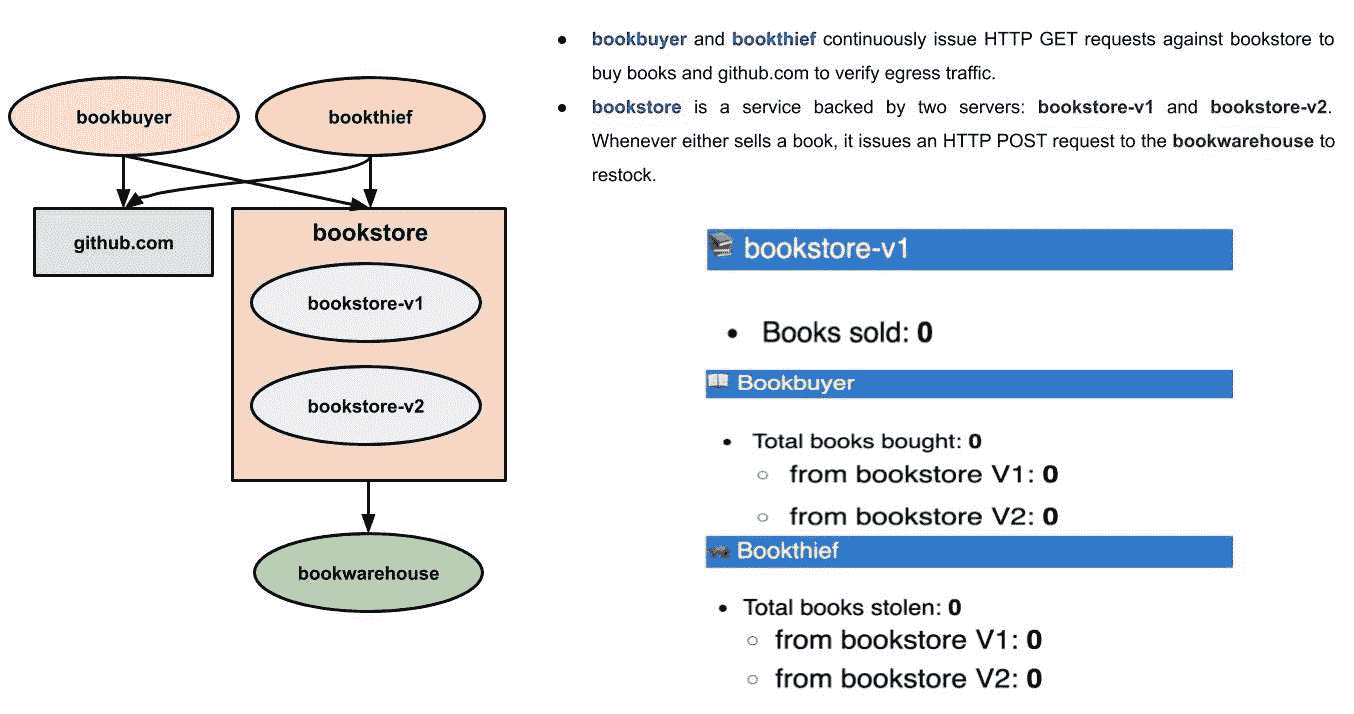 bookbuyer
bookthief
github.com
bookstore
bookstore-v1
bookstore-v2
bookwarehouse
● bookbuyer and bookthief continuously issue HTTP GET requests against bookstore to
buy books and github.com to verify egress traffic.
● bookstore is a service backed by two servers: bookstore-v1 and bookstore-v2.
Whenever either sells a book, it issues an HTTP POST request to the bookwarehouse to
restock.
bookstore-v1
• Books sold: 0
Bookbuyer
• Total books bought: 0
○ from bookstore V1: 0
○ from bookstore V2: 0
Bookthief
• Total books stolen: 0
○ from bookstore V1: 0
○ from bookstore V2: 0